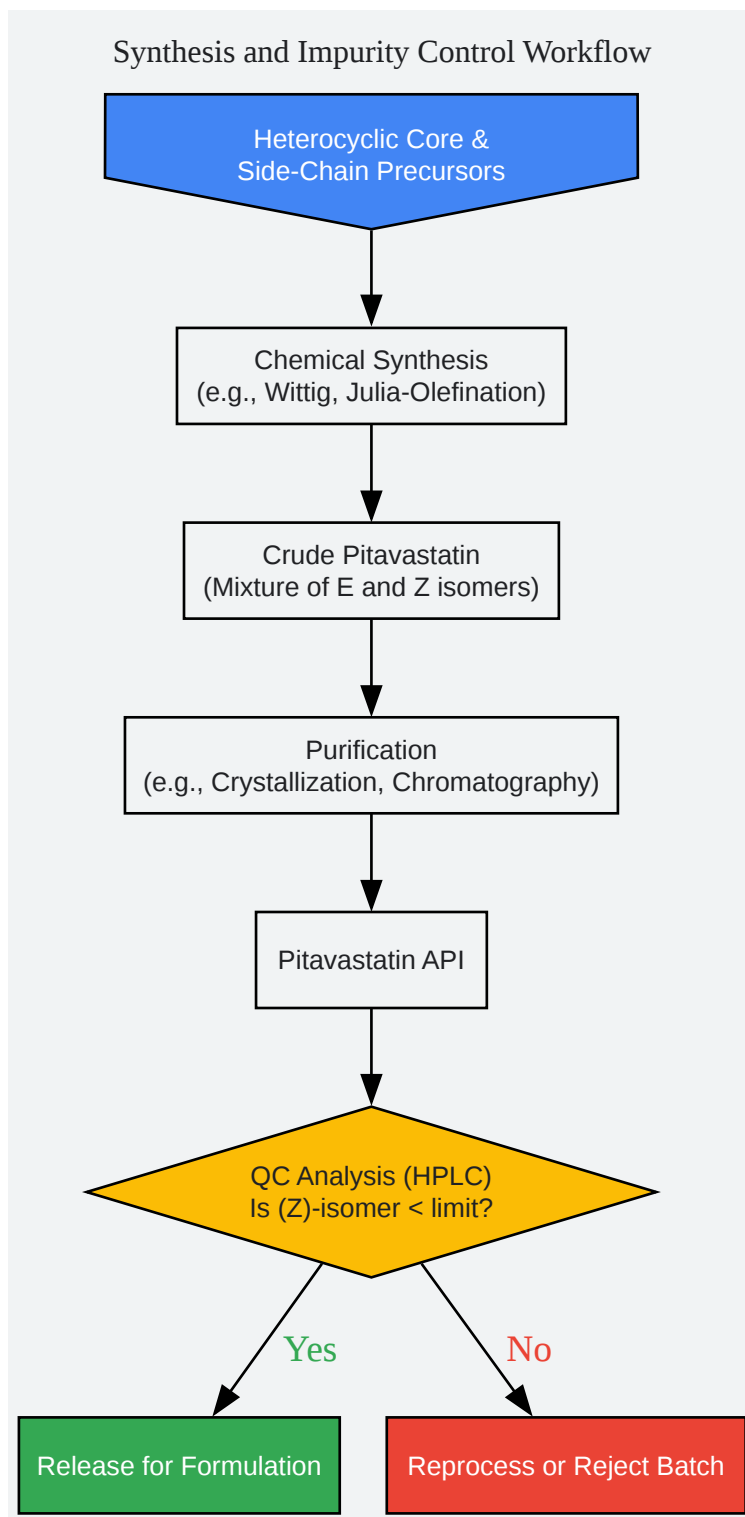 Synthesis and Impurity Control Workflow
Heterocyclic Core &
Side-Chain Precursors
Chemical Synthesis
(e.g., Wittig, Julia-Olefination)
Crude Pitavastatin
(Mixture of E and Z isomers)
Purification
(e.g., Crystallization, Chromatography)
Pitavastatin API
QC Analysis (HPLC)
Is (Z)-isomer < limit?
Yes
No
Release for Formulation
Reprocess or Reject Batch